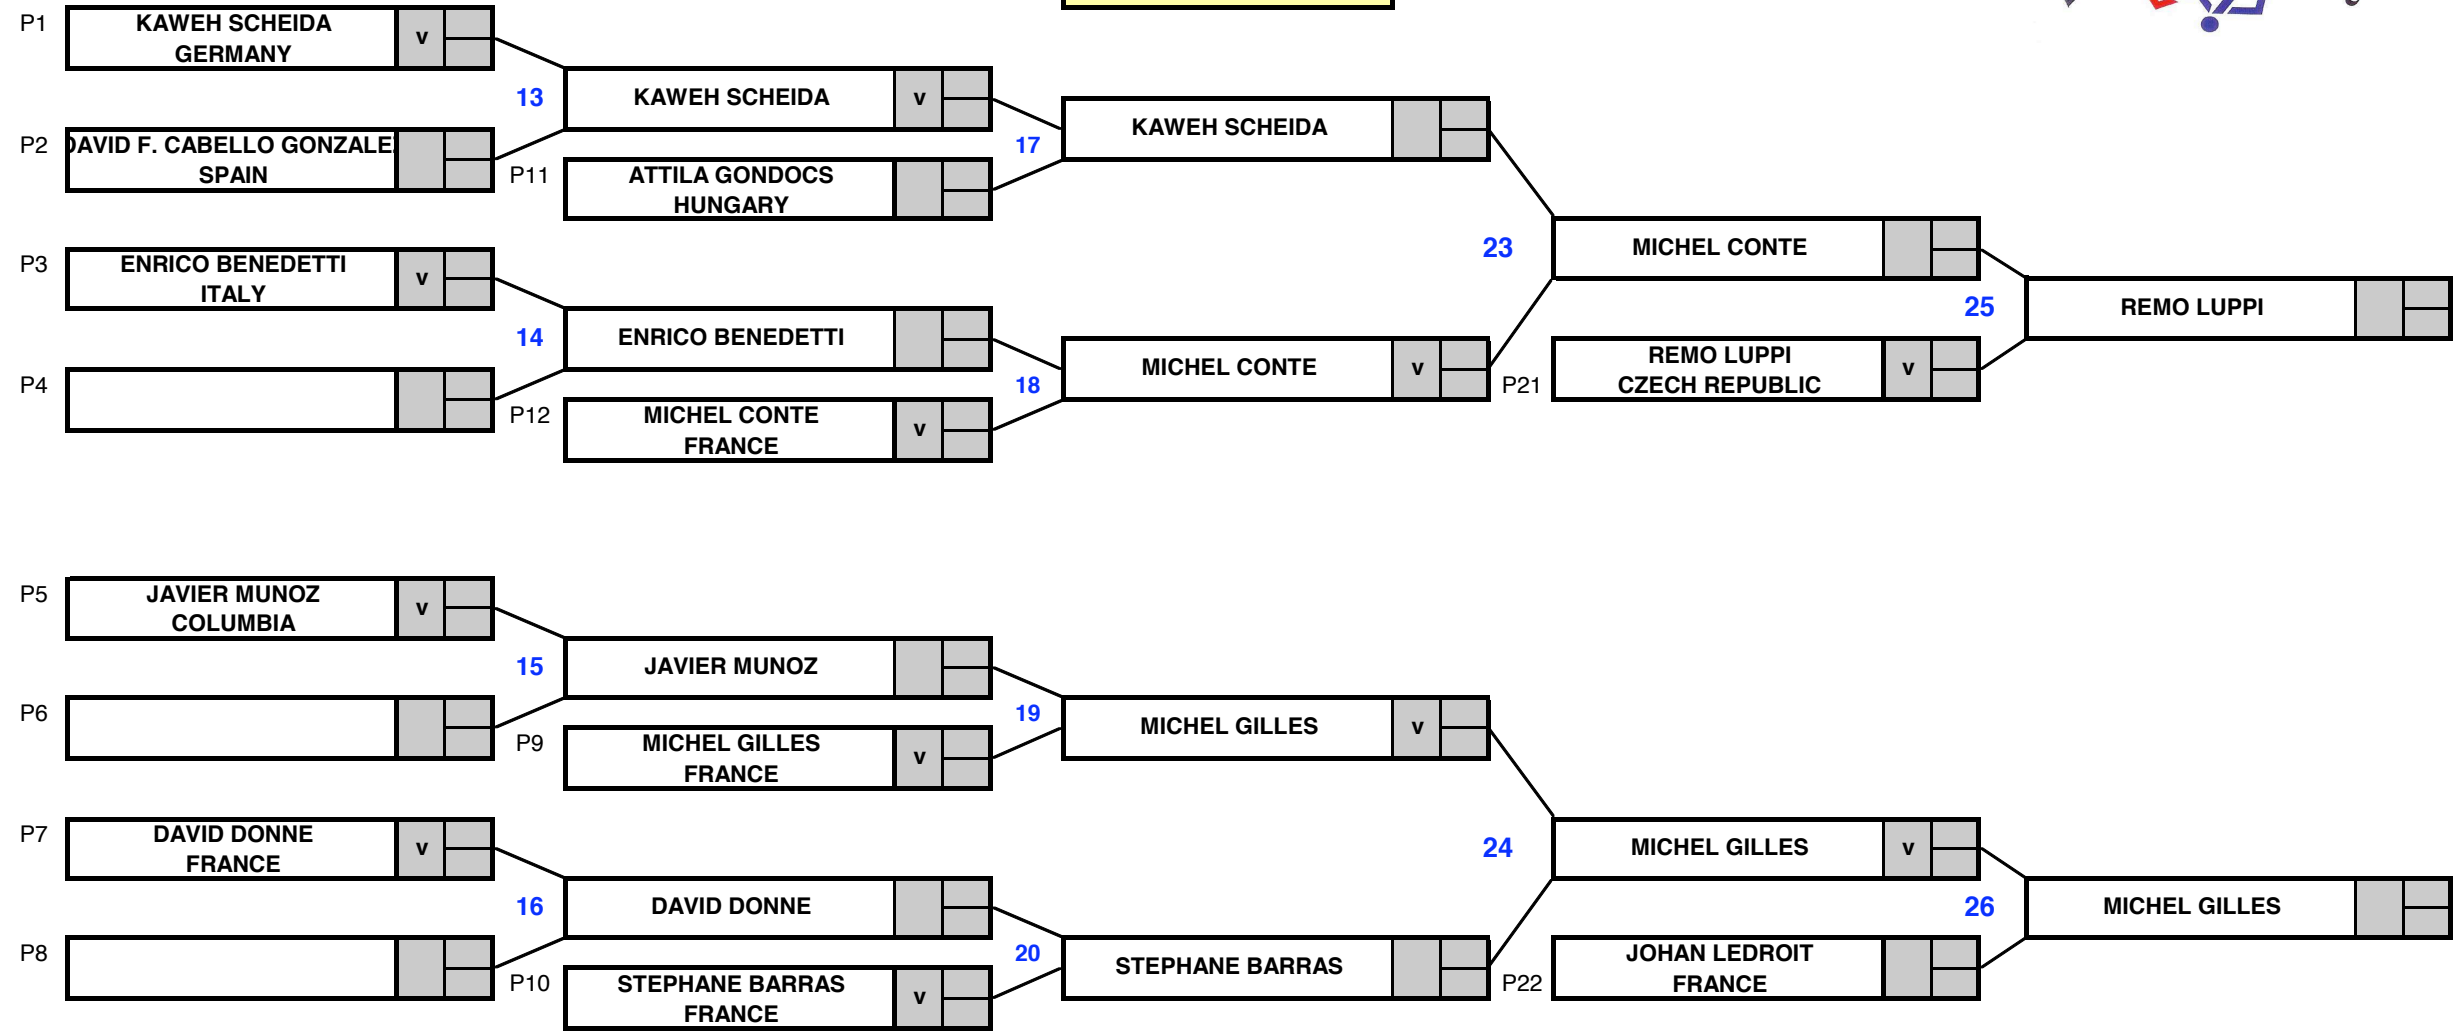 P1
KAWEH SCHEIDA
GERMANY
v
13
KAWEH SCHEIDA
v
17
KAWEH SCHEIDA
P2
DAVID F. CABELLO GONZALE
SPAIN
P11
ATTILA GONDOCS
HUNGARY
23
MICHEL CONTE
P3
ENRICO BENEDETTI
ITALY
v
14
ENRICO BENEDETTI
25
REMO LUPPI
18
MICHEL CONTE
v
P21
REMO LUPPI
CZECH REPUBLIC
v
P4
P12
MICHEL CONTE
FRANCE
v
P5
JAVIER MUNOZ
COLUMBIA
v
15
JAVIER MUNOZ
19
MICHEL GILLES
v
P6
P9
MICHEL GILLES
FRANCE
v
P7
DAVID DONNE
FRANCE
v
24
MICHEL GILLES
v
16
DAVID DONNE
26
MICHEL GILLES
20
STEPHANE BARRAS
P22
JOHAN LEDROIT
FRANCE
P8
P10
STEPHANE BARRAS
FRANCE
v